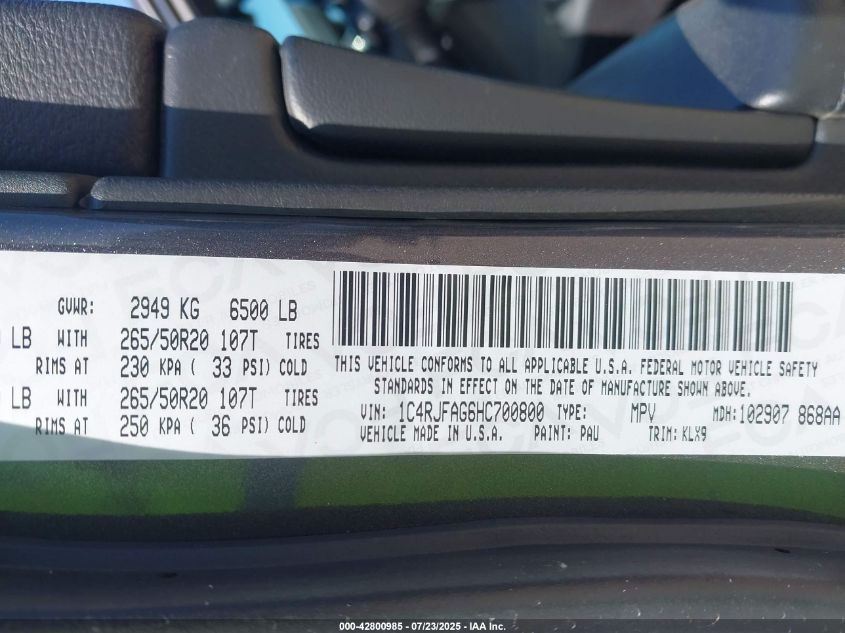 GVWR: 2949 KG 6500 LB
LB WITH 265/50R20 107T TIRES
RIMS AT 230 KPA ( 33 PSI) COLD
LB WITH 265/50R20 107T TIRES
RIMS AT 250 KPA ( 36 PSI) COLD
THIS VEHICLE CONFORMS TO ALL APPLICABLE U.S.A. FEDERAL MOTOR VEHICLE SAFETY
STANDARDS IN EFFECT ON THE DATE OF MANUFACTURE SHOWN ABOVE.
VIN: 1C4RJFAG6HC700800 TYPE: MPV MDH: 102907 868AA
VEHICLE MADE IN U.S.A. PAINT: PAU TRIM: KLX9
000-42800985 - 07/23/2025 - IAA Inc.